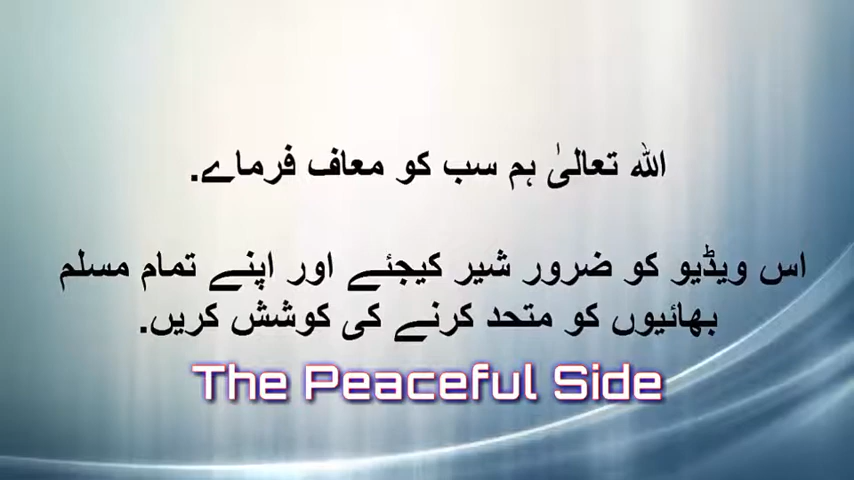 اللہ تعالیٰ ہم سب کو معاف فرماے.
اس ویڈیو کو ضرور شیر کیجئے اور اپنے تمام مسلم
بھائیوں کو متحد کرنے کی کوشش کریں.
The Peaceful Side